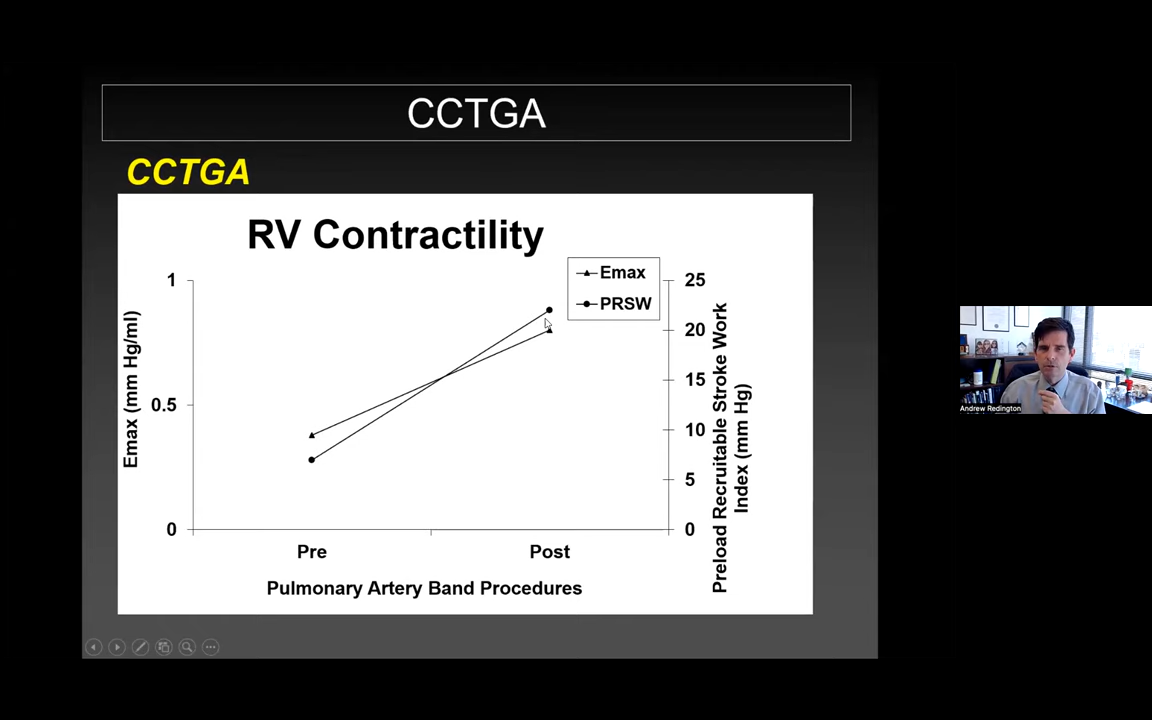 CCTGA
CCTGA
RV Contractility
Emax
PRSW
1
0.5
0
Emax (mm Hg/ml)
25
20
15
10
5
0
Preload Recruitable Stroke Work
Index (mm Hg)
Pre
Post
Pulmonary Artery Band Procedures
Andrew Redington